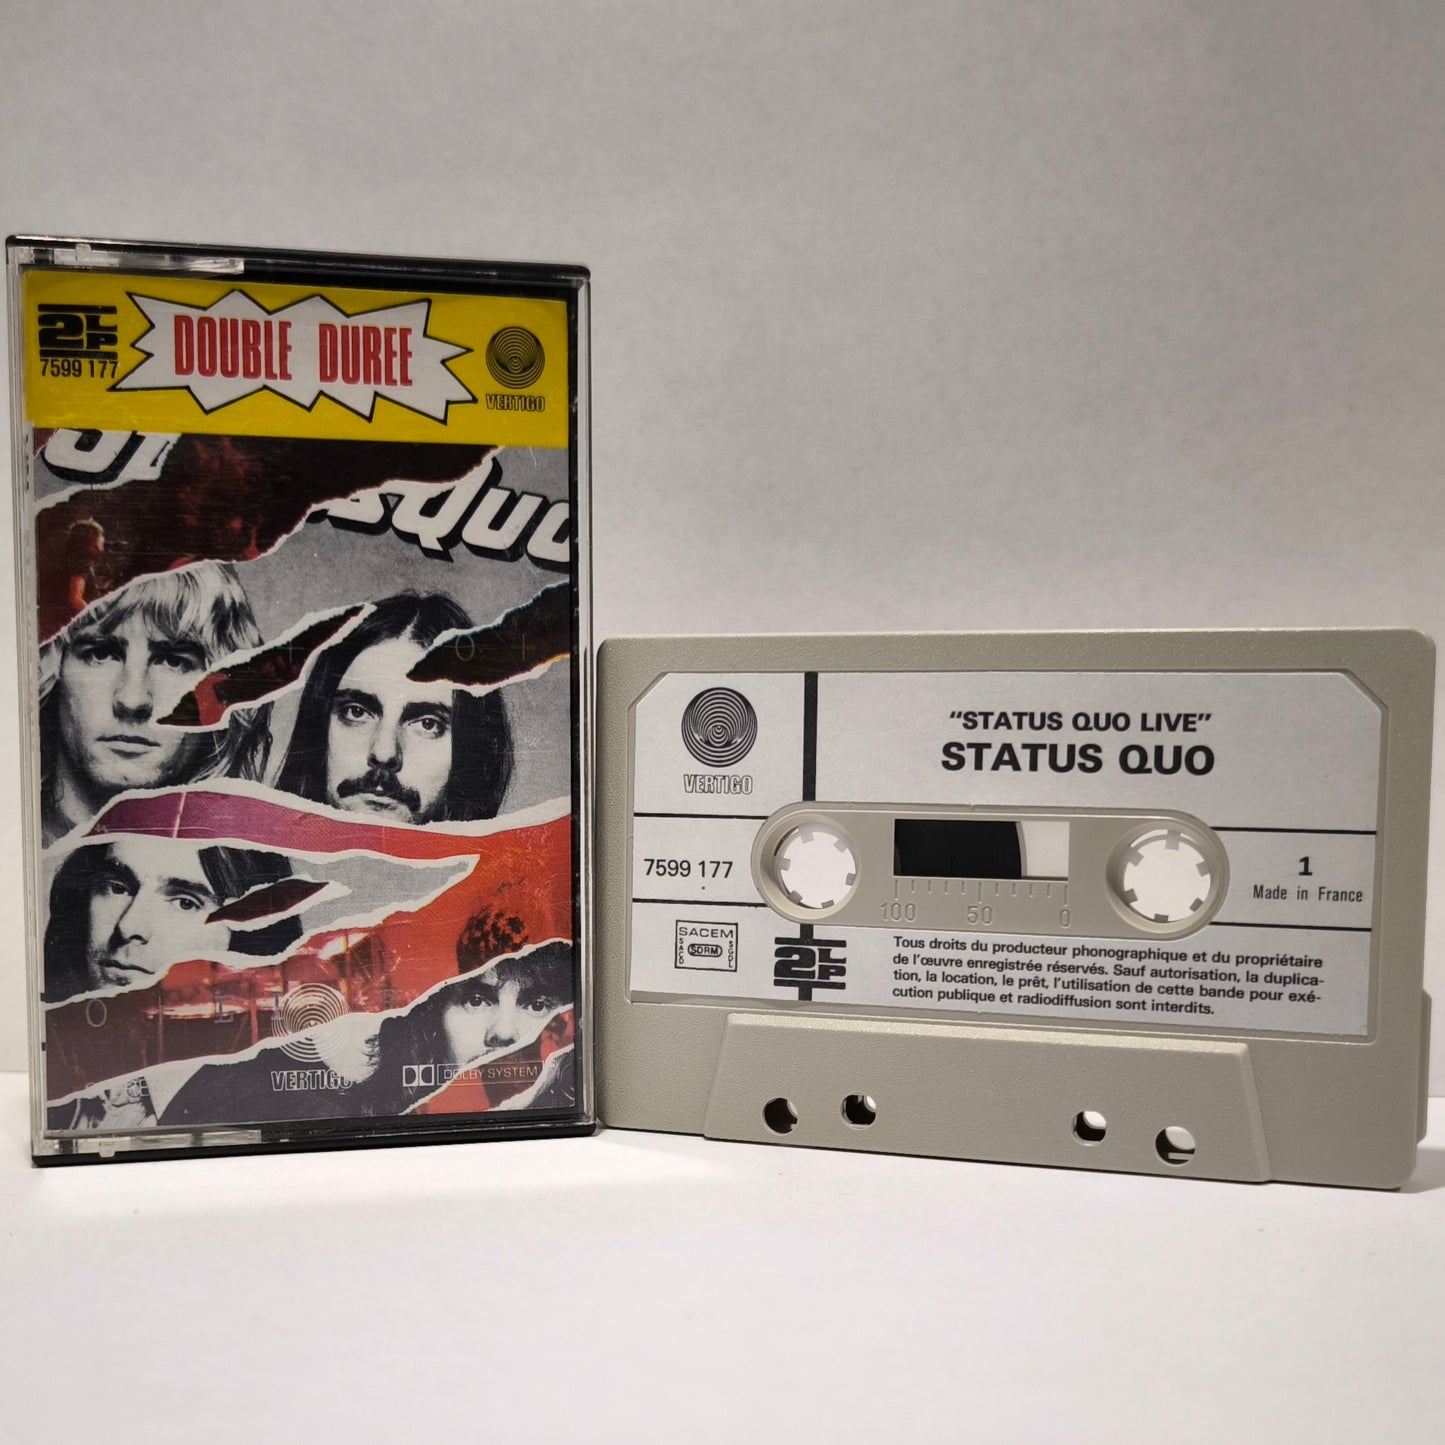 2LP
7599 177
DOUBLE DUREE
VERTIGO
Quo
VERTIGO
DOLBY SYSTEM
VERTIGO
"STATUS QUO LIVE"
STATUS QUO
7599 177
1
Made in France
100 50 0
SACEM
SACD
SDRM
SGDL
2LP
Tous droits du producteur phonographique et du propriétaire
de l'œuvre enregistrée réservés. Sauf autorisation, la duplica-
tion, la location, le prêt, l'utilisation de cette bande pour exé-
cution publique et radiodiffusion sont interdits.